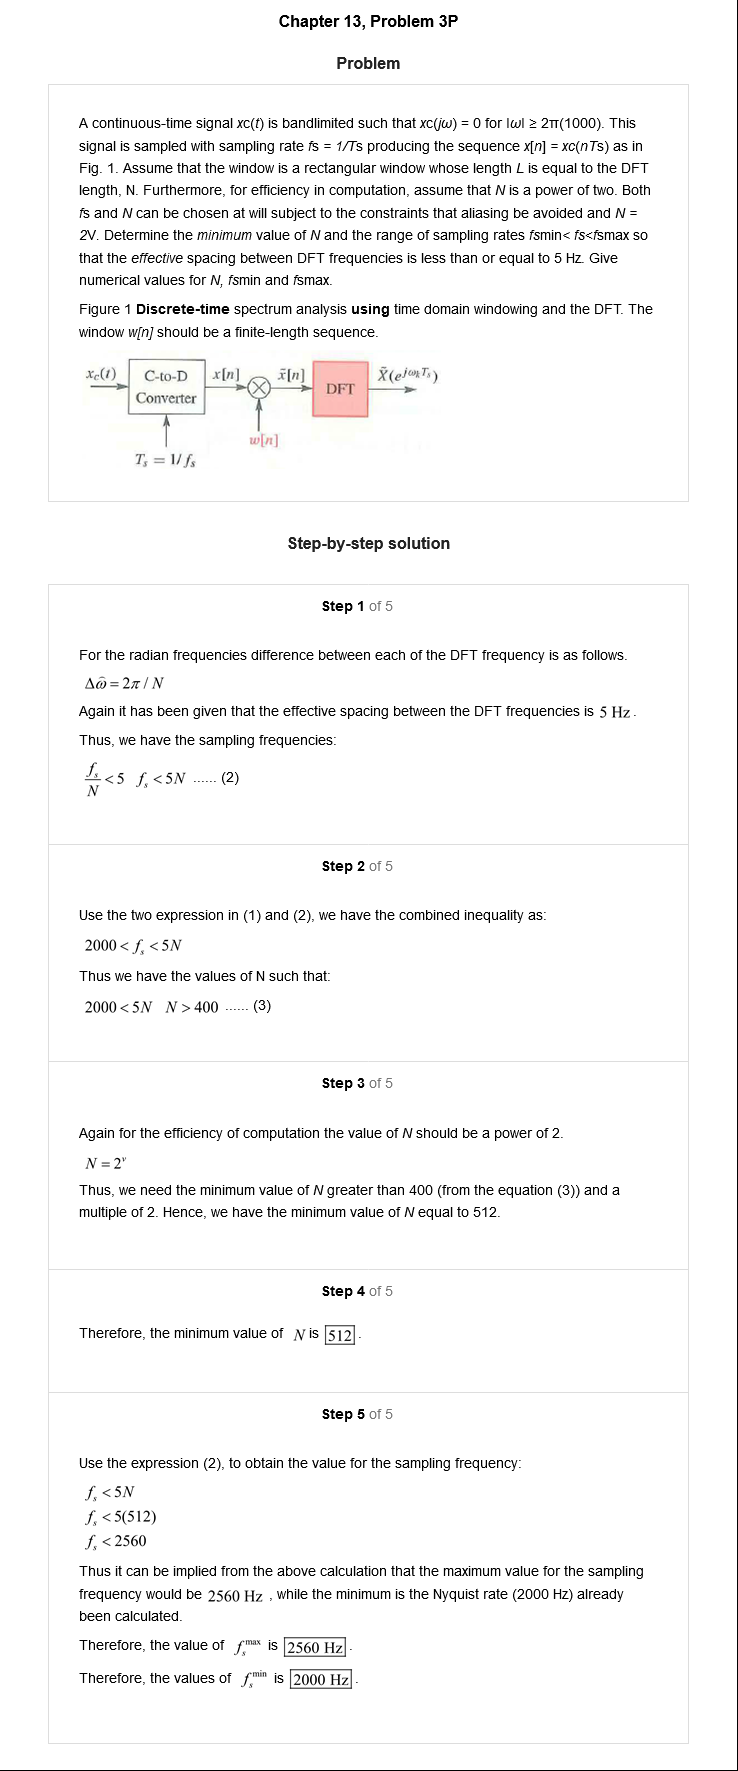 Chapter 13, Problem 3P
Problem
A continuous-time signal xc(t) is bandlimited such that xc(jω) = 0 for IωI ≥ 2π(1000). This
signal is sampled with sampling rate fs = 1/Ts producing the sequence x[n] = xc(nTs) as in
Fig. 1. Assume that the window is a rectangular window whose length L is equal to the DFT
length, N. Furthermore, for efficiency in computation, assume that N is a power of two. Both
fs and N can be chosen at will subject to the constraints that aliasing be avoided and N =
2V. Determine the minimum value of N and the range of sampling rates fsmin< fs<fsmax so
that the effective spacing between DFT frequencies is less than or equal to 5 Hz. Give
numerical values for N, fsmin and fsmax.
Figure 1 Discrete-time spectrum analysis using time domain windowing and the DFT. The
window w[n] should be a finite-length sequence.
x_c(t) C-to-D Converter x[n] x̃[n] DFT X̃(e^{jω_kT_s})
w[n]
T_s = 1/f_s
Step-by-step solution
Step 1 of 5
For the radian frequencies difference between each of the DFT frequency is as follows.
Δω̂ = 2π / N
Again it has been given that the effective spacing between the DFT frequencies is 5 Hz .
Thus, we have the sampling frequencies:
f_s/N < 5 f_s < 5N ...... (2)
Step 2 of 5
Use the two expression in (1) and (2), we have the combined inequality as:
2000 < f_s < 5N
Thus we have the values of N such that:
2000 < 5N N > 400 ...... (3)
Step 3 of 5
Again for the efficiency of computation the value of N should be a power of 2.
N = 2^v
Thus, we need the minimum value of N greater than 400 (from the equation (3)) and a
multiple of 2. Hence, we have the minimum value of N equal to 512.
Step 4 of 5
Therefore, the minimum value of N is 512 .
Step 5 of 5
Use the expression (2), to obtain the value for the sampling frequency:
f_s < 5N
f_s < 5(512)
f_s < 2560
Thus it can be implied from the above calculation that the maximum value for the sampling
frequency would be 2560 Hz , while the minimum is the Nyquist rate (2000 Hz) already
been calculated.
Therefore, the value of f_s^max is 2560 Hz .
Therefore, the values of f_s^min is 2000 Hz .